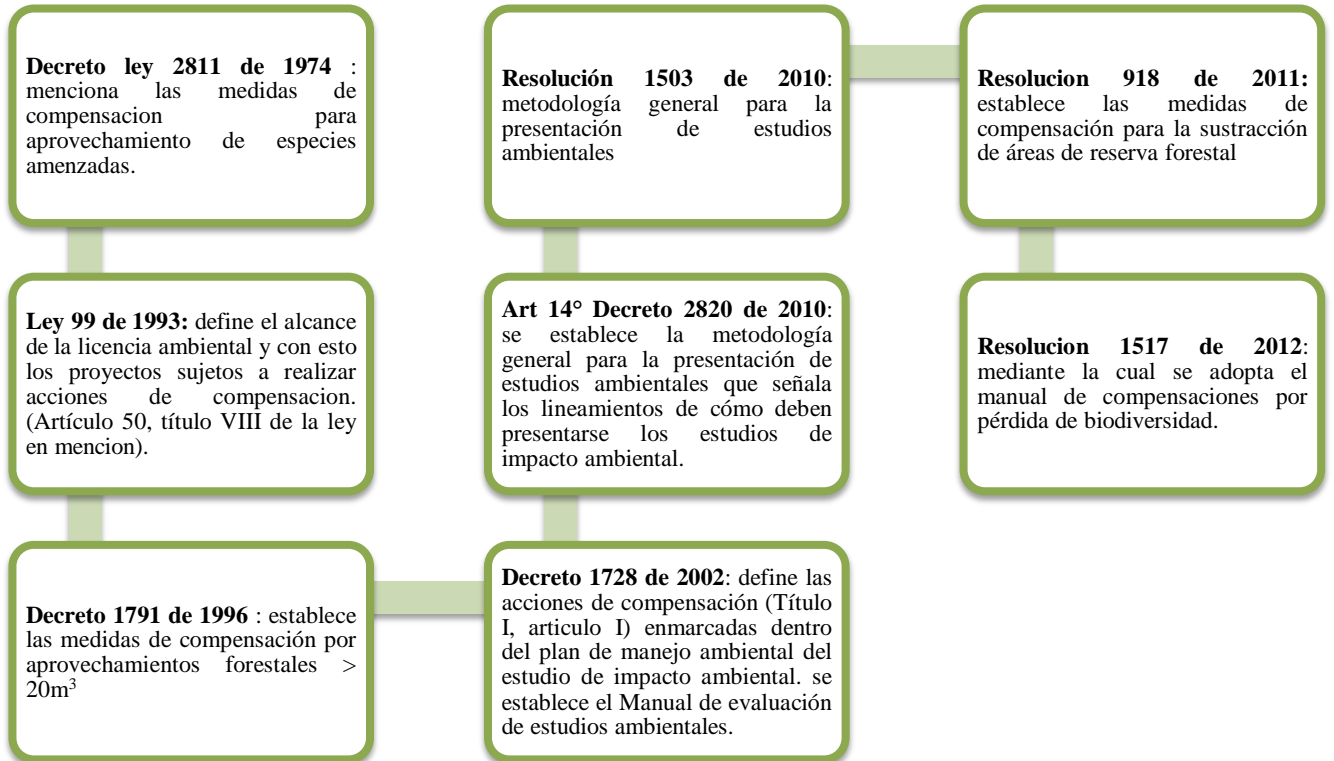 Decreto ley 2811 de 1974 :
menciona las medidas de
compensacion para
aprovechamiento de especies
amenzadas.
Ley 99 de 1993: define el alcance
de la licencia ambiental y con esto
los proyectos sujetos a realizar
acciones de compensacion.
(Artículo 50, título VIII de la ley
en mencion).
Decreto 1791 de 1996 : establece
las medidas de compensación por
aprovechamientos forestales >
20m³
Decreto 1728 de 2002: define las
acciones de compensación (Título
I, articulo I) enmarcadas dentro
del plan de manejo ambiental del
estudio de impacto ambiental. se
establece el Manual de evaluación
de estudios ambientales.
Art 14° Decreto 2820 de 2010:
se establece la metodología
general para la presentación de
estudios ambientales que señala
los lineamientos de cómo deben
presentarse los estudios de
impacto ambiental.
Resolución 1503 de 2010:
metodología general para la
presentación de estudios
ambientales
Resolucion 918 de 2011:
establece las medidas de
compensación para la sustracción
de áreas de reserva forestal
Resolucion 1517 de 2012:
mediante la cual se adopta el
manual de compensaciones por
pérdida de biodiversidad.